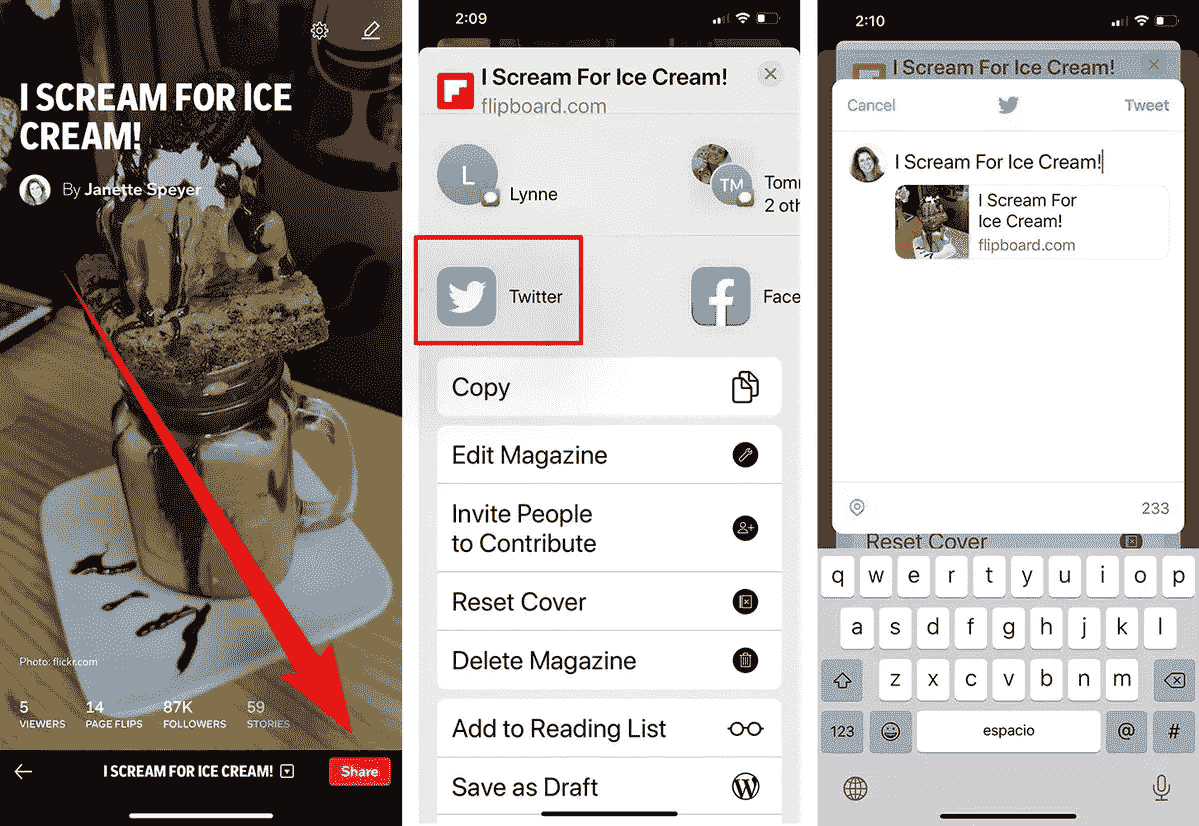 I SCREAM FOR ICE
CREAM!
By Janette Speyer
Photo: flickr.com
5
VIEWERS
14
PAGE FLIPS
87K
FOLLOWERS
59
STORIES
I SCREAM FOR ICE CREAM!
Share
2:09
I Scream For Ice Cream!
flipboard.com
L
Lynne
TM
2 oth
Twitter
Face
Copy
Edit Magazine
Invite People
to Contribute
Reset Cover
Delete Magazine
Add to Reading List
Save as Draft
2:10
I Scream For Ice Cream!
Cancel
Tweet
I Scream For Ice Cream!
I Scream For
Ice Cream!
flipboard.com
233
Reset Cover
q w e r t y u i o p
a s d f g h j k l
z x c v b n m
123
espacio
@
#